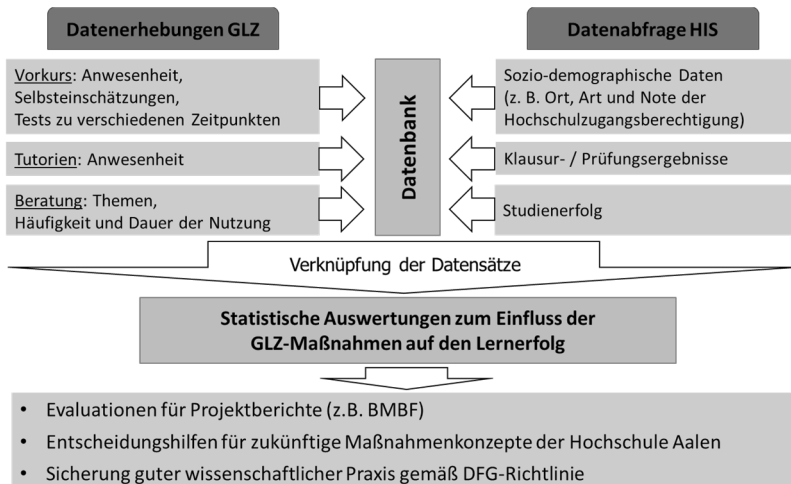 Datenerhebungen GLZ
Datenabfrage HIS
Vorkurs: Anwesenheit,
Selbsteinschätzungen,
Tests zu verschiedenen Zeitpunkten
Tutorien: Anwesenheit
Beratung: Themen,
Häufigkeit und Dauer der Nutzung
Datenbank
Sozio-demographische Daten
(z. B. Ort, Art und Note der
Hochschulzugangsberechtigung)
Klausur- / Prüfungsergebnisse
Studienerfolg
Verknüpfung der Datensätze
Statistische Auswertungen zum Einfluss der
GLZ-Maßnahmen auf den Lernerfolg
• Evaluationen für Projektberichte (z.B. BMBF)
• Entscheidungshilfen für zukünftige Maßnahmenkonzepte der Hochschule Aalen
• Sicherung guter wissenschaftlicher Praxis gemäß DFG-Richtlinie